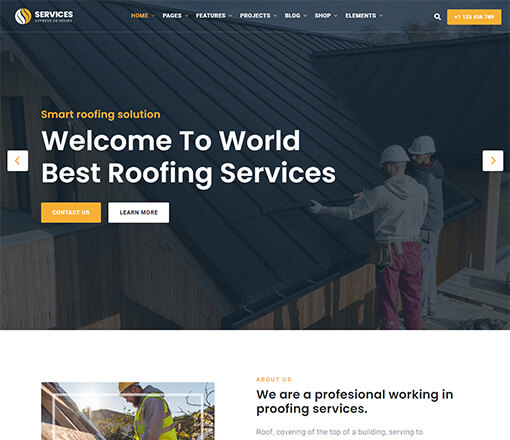 SERVICES
EXPRESS 24 HOURS
HOME PAGES FEATURES PROJECTS BLOG SHOP ELEMENTS
+1 123 456 789
Smart roofing solution
Welcome To World
Best Roofing Services
CONTACT US LEARN MORE
ABOUT US
We are a profesional working in
proofing services.
Roof, covering of the top of a building, serving to